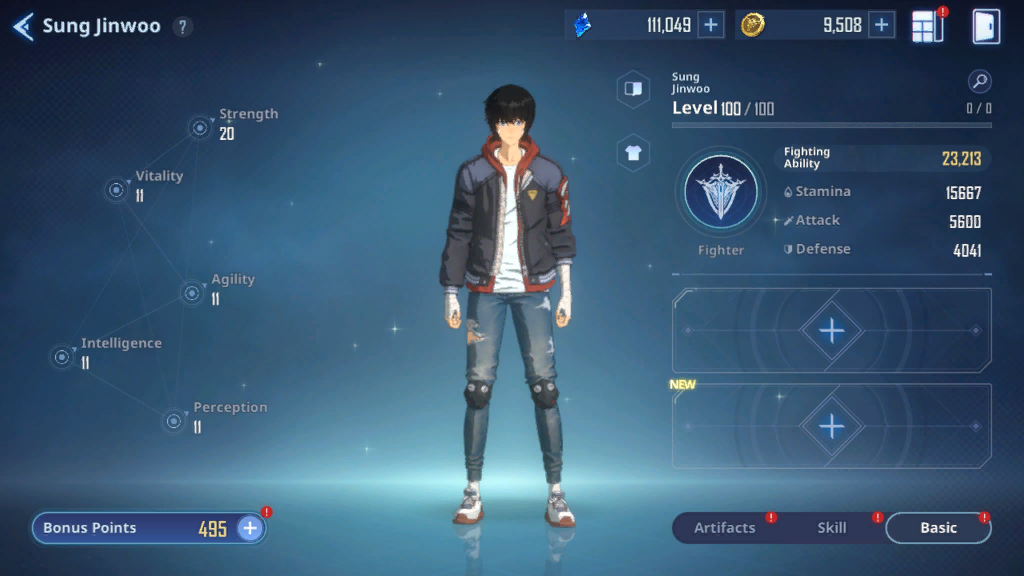 Sung Jinwoo ?
111,049
9,508
Strength
20
Vitality
11
Agility
11
Intelligence
11
Perception
11
Bonus Points 495
Sung
Jinwoo
Level 100 / 100
0 / 0
Fighting
Ability
23,213
Stamina 15667
Attack 5600
Defense 4041
Fighter
NEW
Artifacts
Skill
Basic